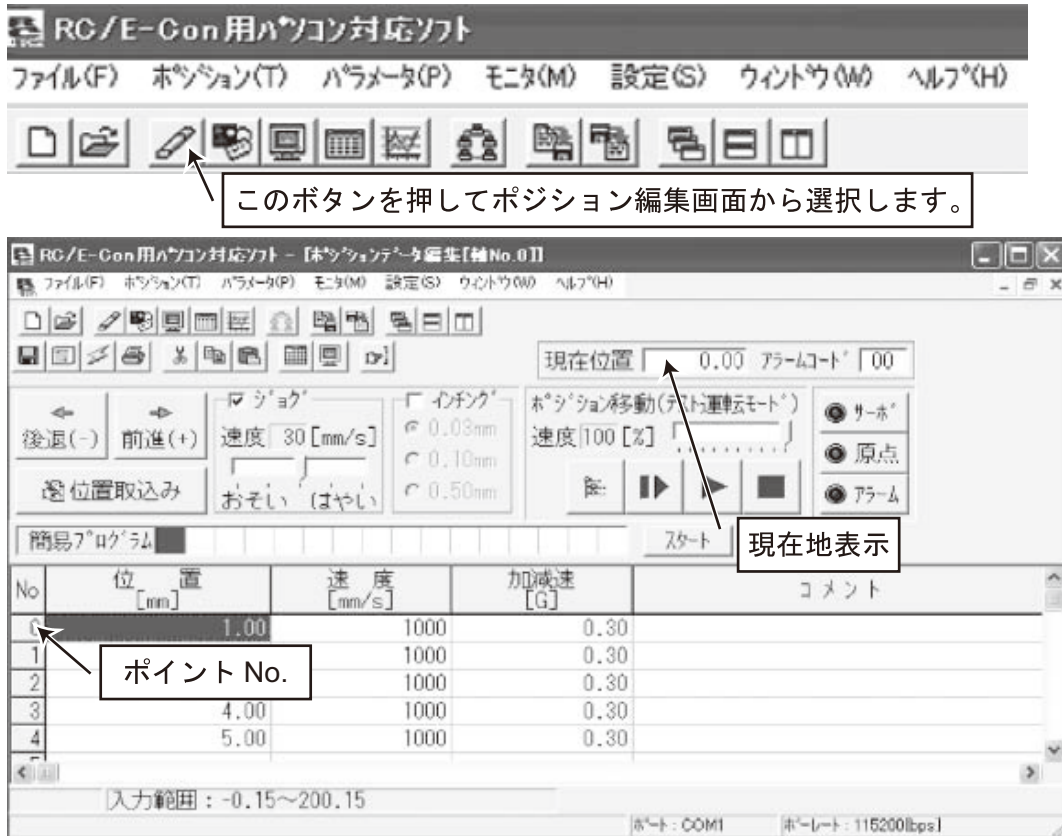 RC/E-Con用ﾊﾟｿｺﾝ対応ｿﾌﾄ
ﾌｧｲﾙ(F) ﾎﾟｼﾞｼｮﾝ(T) ﾊﾟﾗﾒｰﾀ(P) ﾓﾆﾀ(M) 設定(S) ｳｨﾝﾄﾞｳ(W) ﾍﾙﾌﾟ(H)
このボタンを押してポジション編集画面から選択します。
RC/E-Con用ﾊﾟｿｺﾝ対応ｿﾌﾄ - [ﾎﾟｼﾞｼｮﾝﾃﾞｰﾀ編集[軸No.0]]
ﾌｧｲﾙ(F) ﾎﾟｼﾞｼｮﾝ(T) ﾊﾟﾗﾒｰﾀ(P) ﾓﾆﾀ(M) 設定(S) ｳｨﾝﾄﾞｳ(W) ﾍﾙﾌﾟ(H)
現在位置 0.00 ｱﾗｰﾑｺｰﾄﾞ 00
後退(-) 前進(+)
位置取込み
ｼﾞｮｸﾞ
速度 30 [mm/s]
おそい はやい
ｲﾝﾁﾝｸﾞ
0.03mm
0.10mm
0.50mm
ﾎﾟｼﾞｼｮﾝ移動(ﾃｽﾄ運転ﾓｰﾄﾞ)
速度 100 [%]
ｻｰﾎﾞ
原点
ｱﾗｰﾑ
簡易ﾌﾟﾛｸﾞﾗﾑ ｽﾀｰﾄ
現在地表示
No 位 置 [mm] 速 度 [mm/s] 加減速 [G] コメント
0 1.00 1000 0.30
1 1000 0.30
2 1000 0.30
3 4.00 1000 0.30
4 5.00 1000 0.30
ポイント No.
入力範囲：-0.15～200.15
ﾎﾟｰﾄ：COM1 ﾎﾞｰﾚｰﾄ：115200[bps]